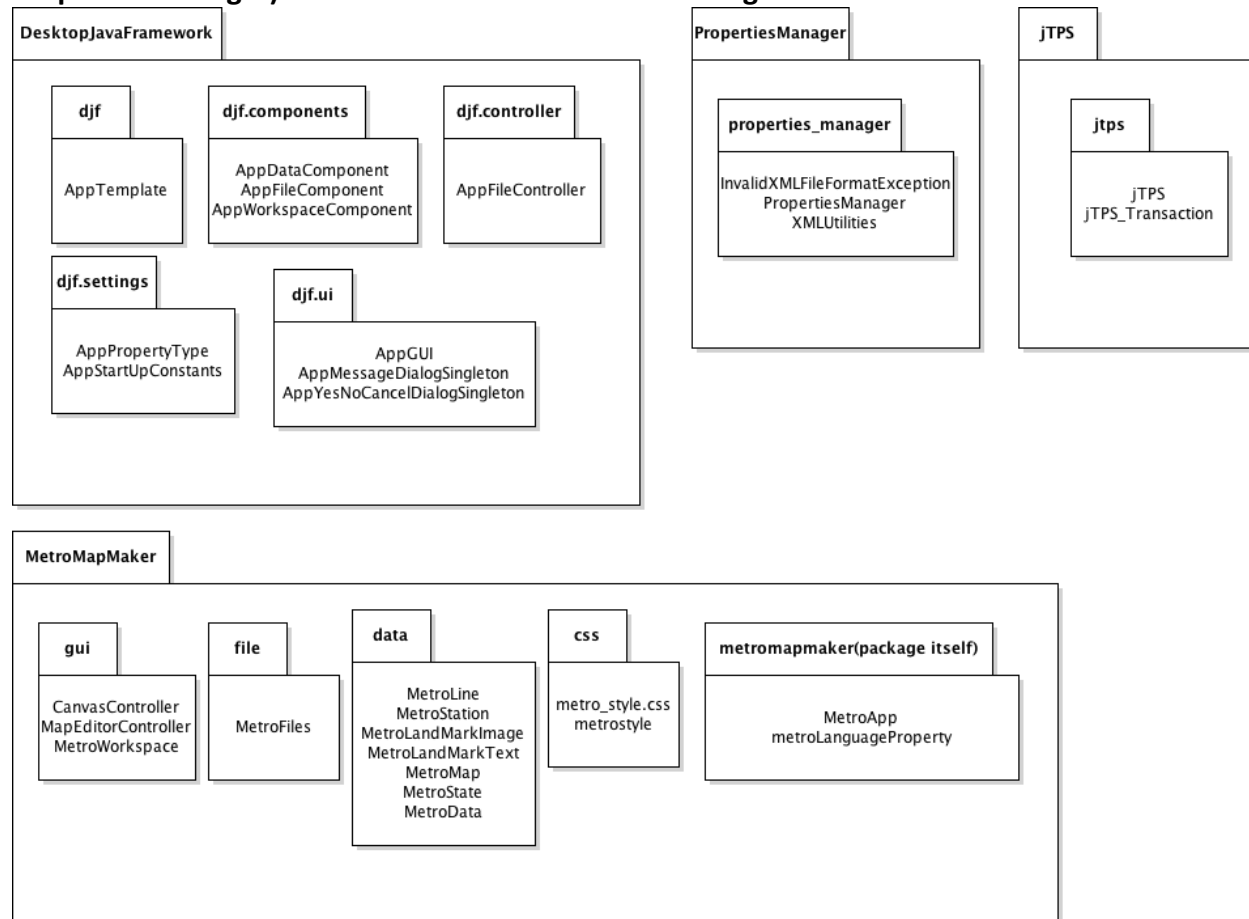 DesktopJavaFramework
djf
AppTemplate
djf.components
AppDataComponent
AppFileComponent
AppWorkspaceComponent
djf.controller
AppFileController
djf.settings
AppPropertyType
AppStartUpConstants
djf.ui
AppGUI
AppMessageDialogSingleton
AppYesNoCancelDialogSingleton
PropertiesManager
properties_manager
InvalidXMLFileFormatException
PropertiesManager
XMLUtilities
jTPS
jtps
jTPS
jTPS_Transaction
MetroMapMaker
gui
CanvasController
MapEditorController
MetroWorkspace
file
MetroFiles
data
MetroLine
MetroStation
MetroLandMarkImage
MetroLandMarkText
MetroMap
MetroState
MetroData
css
metro_style.css
metrostyle
metromapmaker(package itself)
MetroApp
metroLanguageProperty